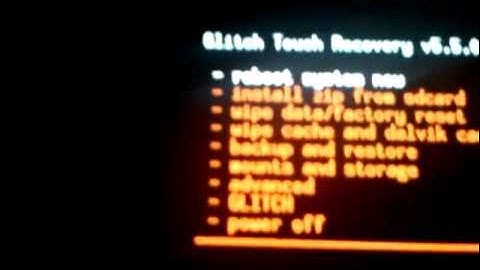 Glitch Touch Recovery v5.5.0
- reboot system now
- install zip from sdcard
- wipe data/factory reset
- wipe cache and dalvik ca
- backup and restore
- mounts and storage
- advanced
- GLITCH
- power off